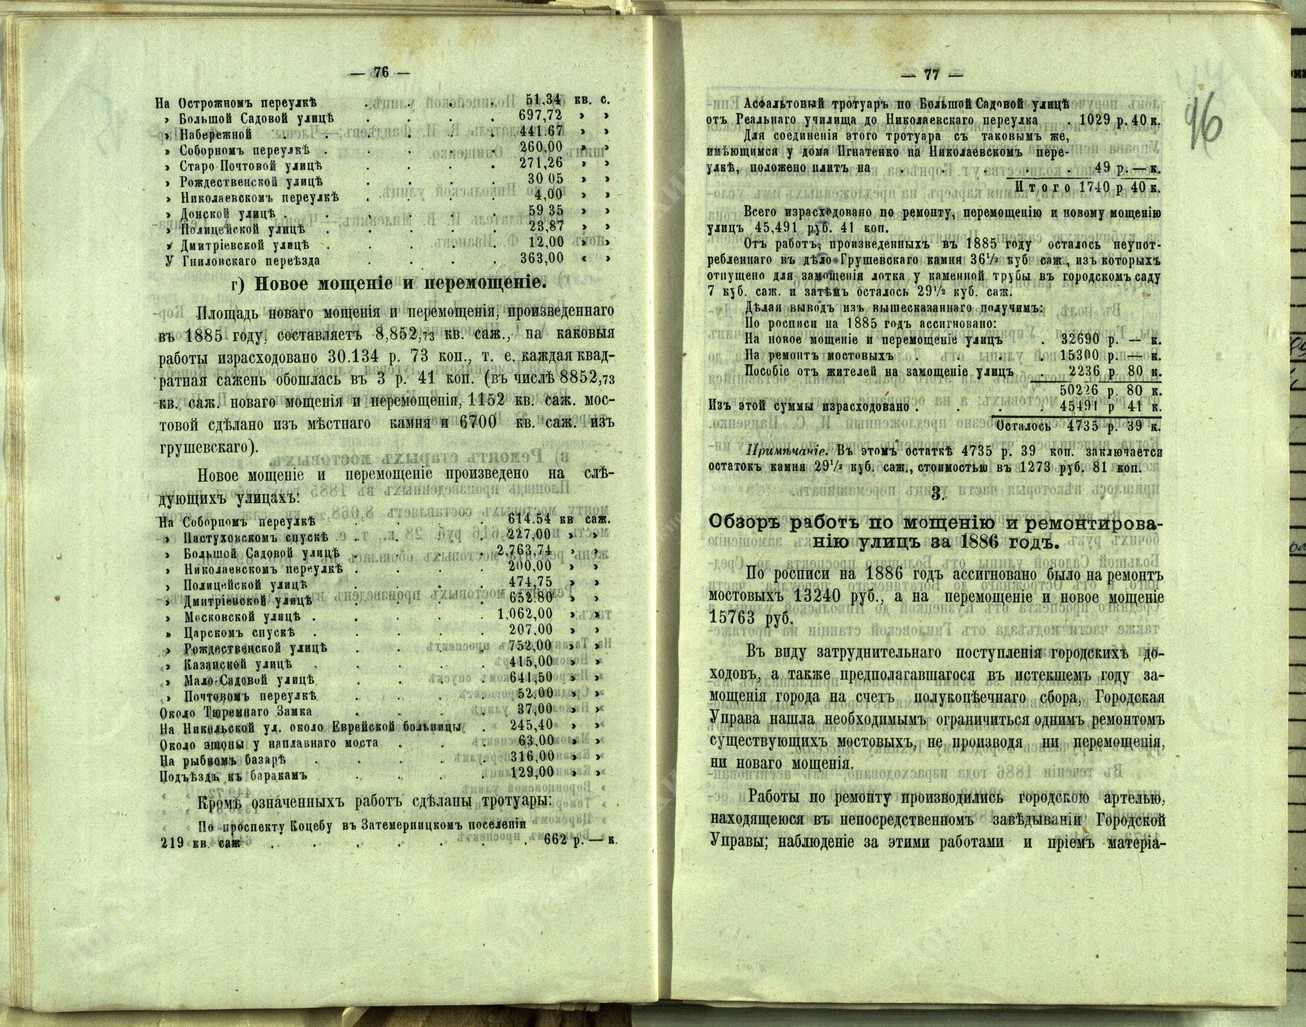 — 76 —
На Острожномъ переулкѣ . . . . 51.34 кв. с.
» Большой Садовой улицѣ . . . . 697,72 » »
» Набережной . . . . 441.67 » »
» Соборномъ переулкѣ . . . . 260,00 » »
» Старо Почтовой улицѣ . . . . 271,26 » »
» Рождественской улицѣ . . . . 30 05 » »
» Николаевскомъ переулкѣ . . . . 4,00 » »
» Донской улицѣ . . . . 59 35 » »
» Полицейской улицѣ . . . . 23,87 » »
» Дмитріевской улицѣ . . . . 12,00 » »
У Гниловскаго переѣзда . . . . 363,00 « »
г) Новое мощеніе и перемощеніе.
Площадь новаго мощенія и перемощенія, произведеннаго
въ 1885 году, составляетъ 8,852,73 кв. саж., на каковыя
работы израсходовано 30.134 р. 73 коп., т. е. каждая квад-
ратная сажень обошлась въ 3 р. 41 коп. (въ числѣ 8852,73
кв. саж. новаго мощенія и перемощенія, 1152 кв. саж. мос-
товой сдѣлано изъ мѣстнаго камня и 6700 кв. саж. изъ
грушевскаго).
Новое мощеніе и перемощеніе произведено на слѣ-
дующихъ улицахъ:
На Соборномъ переулкѣ . . . . 614.54 кв саж.
» Пастуховскомъ спускѣ . . . . 227,00 » »
» Большой Садовой улицѣ . . . . 2,763,74 » »
» Николаевскомъ переулкѣ . . . . 200,00 » »
» Полицейской улицѣ . . . . 474,75 » »
» Дмитріевской улицѣ . . . . 652,80 » »
» Московской улицѣ . . . . 1,062,00 » »
» Царскомъ спускѣ . . . . 207,00 » »
» Рождественской улицѣ . . . . 752,00 » »
» Казанской улицѣ . . . . 415,00 » »
» Мало-Садовой улицѣ . . . . 641,50 » »
» Почтовомъ переулкѣ . . . . 52,00 » »
Около Тюремнаго Замка . . . . 37,00 » »
На Никольской ул. около Еврейской больницы . 245,40 » »
Около зпоны у наплавнаго моста . . . 63,00 » »
На рыбномъ базарѣ . . . . 316,00 » »
Подъѣздъ къ баракамъ . . . . 129,00 » »
Кромѣ означенныхъ работъ сдѣланы тротуары:
По проспекту Коцебу въ Затемерницкомъ поселеніи
219 кв. саж . . . . . . . 662 р. — к.
— 77 —
96
Асфальтовый тротуаръ по Большой Садовой улицѣ
отъ Реальнаго училища до Николаевскаго переулка . 1029 р. 40 к.
Для соединенія этого тротуара съ таковымъ же,
имѣющимся у дома Игнатенко на Николаевскомъ пере-
улкѣ, положено плитъ на . . . . . . 49 р. — к.
Итого 1740 р 40 к.
Всего израсходовано по ремонту, перемощенію и новому мощенію
улицъ 45,491 руб. 41 коп.
Отъ работъ, произведенныхъ въ 1885 году осталось неупот-
ребленнаго въ дѣло Грушевскаго камня 36½ куб саж., изъ которыхъ
отпущено для замощенія лотка у каменной трубы въ городскомъ саду
7 куб. саж. и затѣмъ осталось 29½ куб. саж.
Дѣлая выводъ изъ вышесказаннаго получимъ:
По росписи на 1885 годъ ассигновано:
На новое мощеніе и перемощеніе улицъ . 32690 р. — к.
На ремонтъ мостовыхъ . . . . 15300 р. — к.
Пособіе отъ жителей на замощеніе улицъ . 2236 р 80 к.
50226 р. 80 к.
Изъ этой суммы израсходовано . . . . 45491 р 41 к.
Осталось 4735 р. 39 к.
Примѣчаніе. Въ этомъ остаткѣ 4735 р. 39 коп. заключается
остатокъ камня 29½ куб. саж., стоимостью въ 1273 руб. 81 коп.
3.
Обзоръ работъ по мощенію и ремонтирова-
нію улицъ за 1886 годъ.
По росписи на 1886 годъ ассигновано было на ремонтъ
мостовыхъ 13240 руб., а на перемощеніе и новое мощеніе
15763 руб.
Въ виду затруднительнаго поступленія городскихъ до-
ходовъ, а также предполагавшагося въ истекшемъ году за-
мощенія города на счетъ полукопѣечнаго сбора, Городская
Управа нашла необходимымъ ограничиться однимъ ремонтомъ
существующихъ мостовыхъ, не производя ни перемощенія,
ни новаго мощенія.
Работы по ремонту производились городскою артелью,
находящеюся въ непосредственномъ завѣдываніи Городской
Управы; наблюденіе за этими работами и пріемъ матеріа-